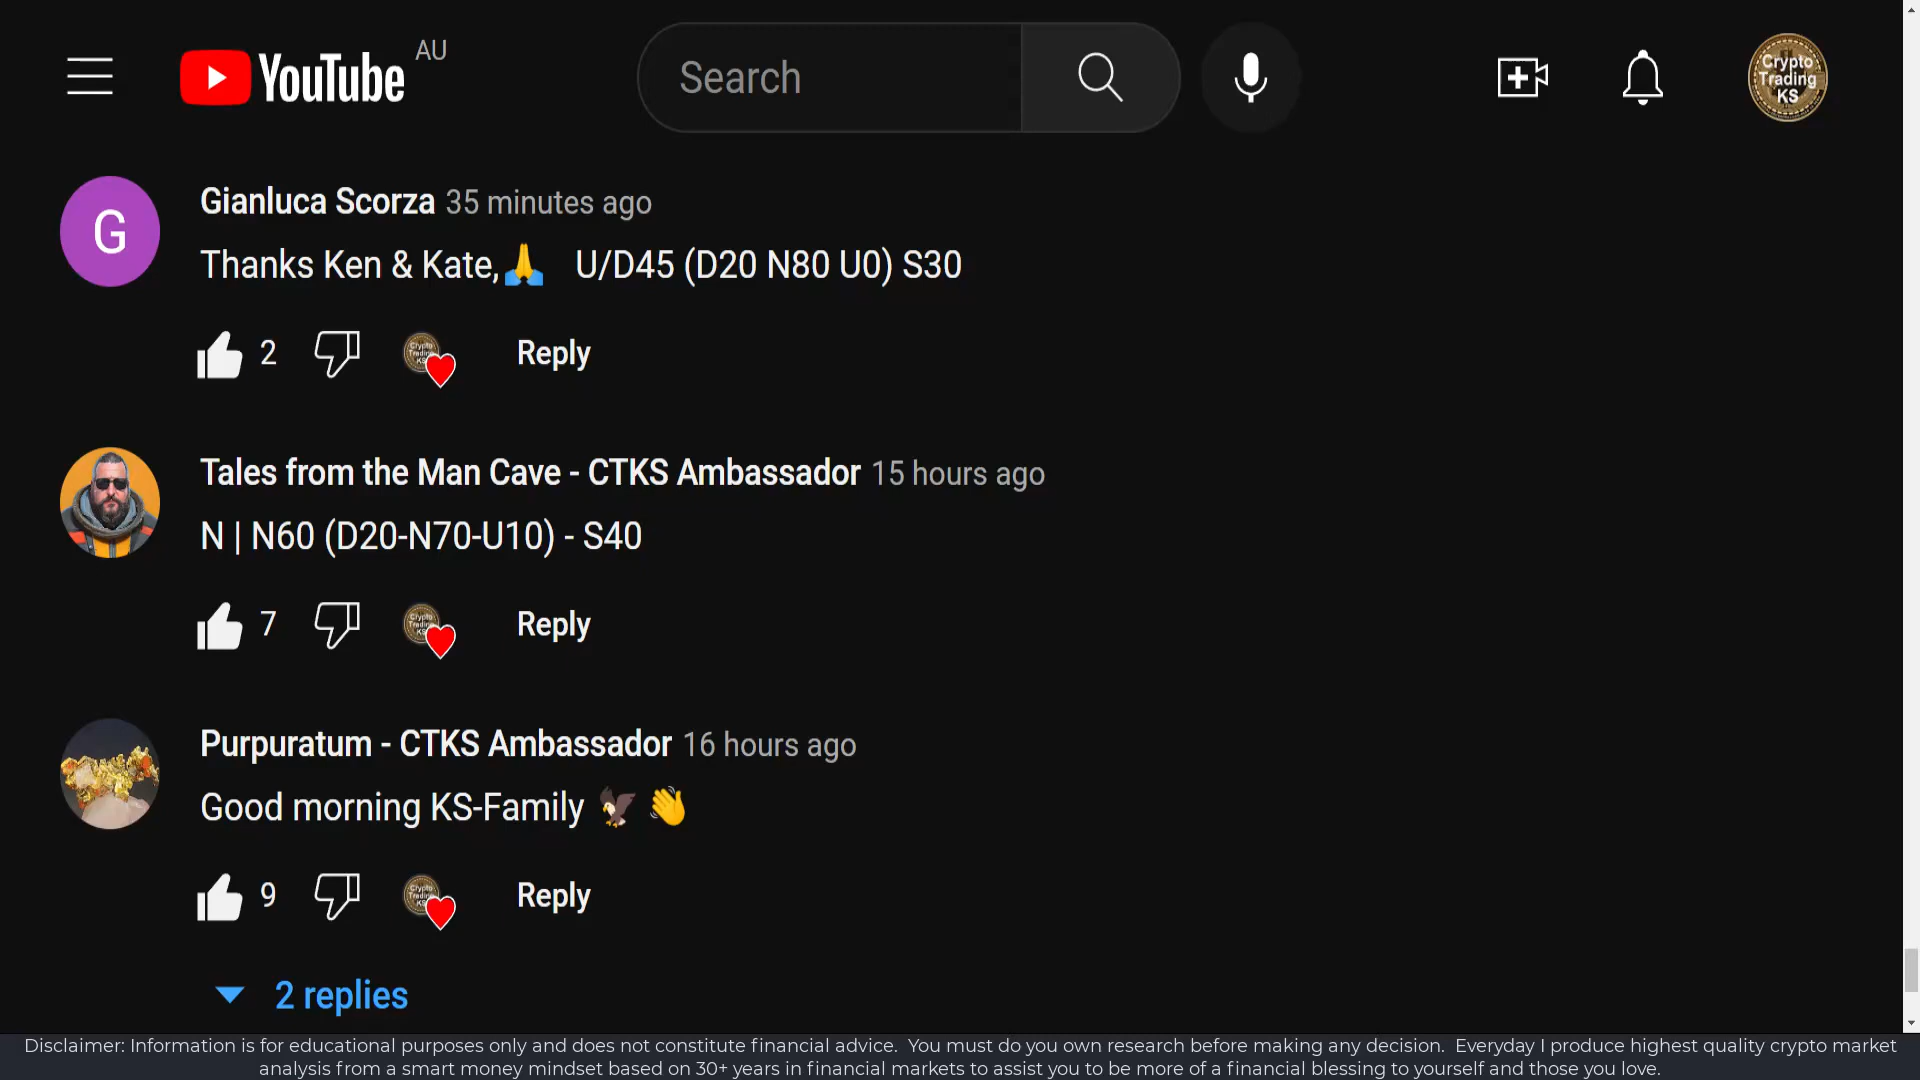 YouTube AU
Search
Crypto
Trading
KS
G
Gianluca Scorza 35 minutes ago
Thanks Ken & Kate,🙏 U/D45 (D20 N80 U0) S30
2 Reply
Tales from the Man Cave - CTKS Ambassador 15 hours ago
N | N60 (D20-N70-U10) - S40
7 Reply
Purpuratum - CTKS Ambassador 16 hours ago
Good morning KS-Family 🦅 👋
9 Reply
2 replies
Disclaimer: Information is for educational purposes only and does not constitute financial advice. You must do you own research before making any decision. Everyday I produce highest quality crypto market
analysis from a smart money mindset based on 30+ years in financial markets to assist you to be more of a financial blessing to yourself and those you love.